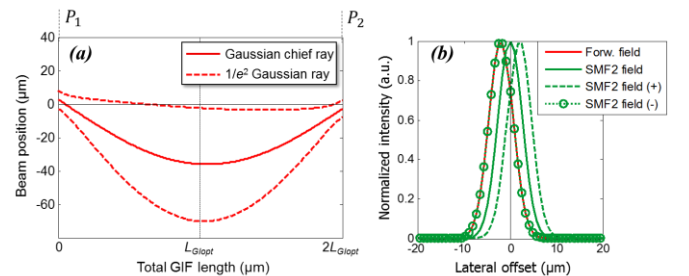 P₁
P₂
(a)
Gaussian chief ray
1/e² Gaussian ray
Beam position (μm)
40
20
0
-20
-40
-60
0
L_GIopt
2L_GIopt
Total GIF length (μm)
(b)
Forw. field
SMF2 field
SMF2 field (+)
SMF2 field (-)
Normalized intensity (a.u.)
1
0.8
0.6
0.4
0.2
0
-20
-10
0
10
20
Lateral offset (μm)